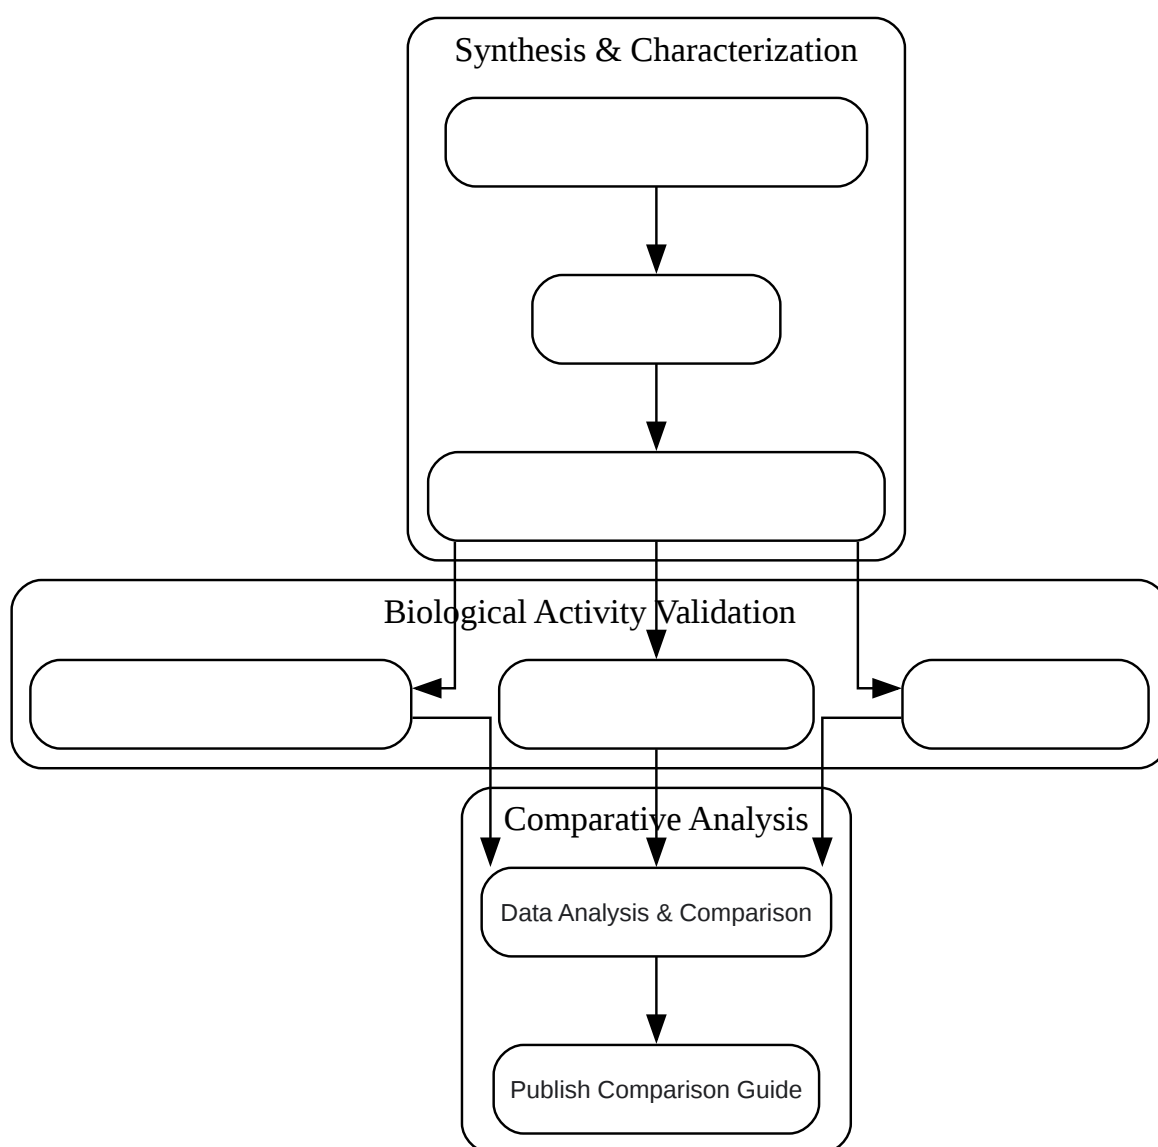 Synthesis & Characterization
Biological Activity Validation
Comparative Analysis
Data Analysis & Comparison
Publish Comparison Guide